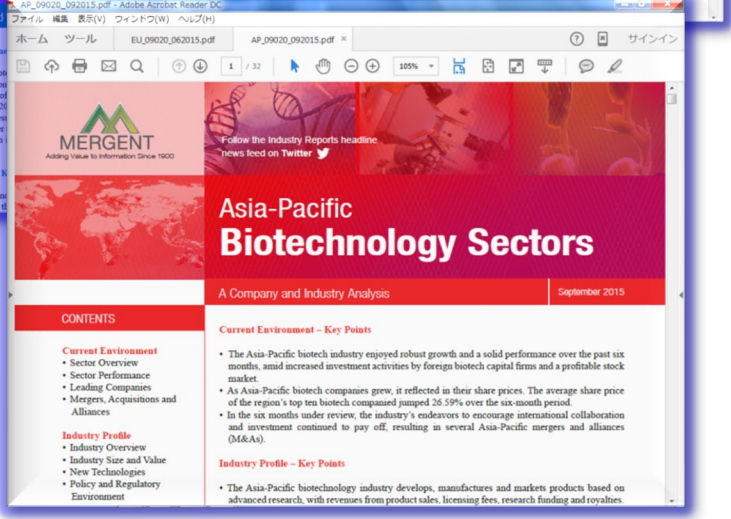 AP_09020_092015.pdf - Adobe Acrobat Reader DC
ファイル 編集 表示(V) ウィンドウ(W) ヘルプ(H)
ホーム ツール EU_09020_062015.pdf AP_09020_092015.pdf × サインイン
1 / 32 105%
MERGENT
Adding Value to Information Since 1900
Follow the Industry Reports headline
news feed on Twitter
Asia-Pacific
Biotechnology Sectors
A Company and Industry Analysis September 2015
CONTENTS
Current Environment
• Sector Overview
• Sector Performance
• Leading Companies
• Mergers, Acquisitions and
Alliances
Industry Profile
• Industry Overview
• Industry Size and Value
• New Technologies
• Policy and Regulatory
Environment
Current Environment – Key Points
• The Asia-Pacific biotech industry enjoyed robust growth and a solid performance over the past six
months, amid increased investment activities by foreign biotech capital firms and a profitable stock
market.
• As Asia-Pacific biotech companies grew, it reflected in their share prices. The average share price
of the region's top ten biotech companied jumped 26.59% over the six-month period.
• In the six months under review, the industry's endeavors to encourage international collaboration
and investment continued to pay off, resulting in several Asia-Pacific mergers and alliances
(M&As).
Industry Profile – Key Points
• The Asia-Pacific biotechnology industry develops, manufactures and markets products based on
advanced research, with revenues from product sales, licensing fees, research funding and royalties.